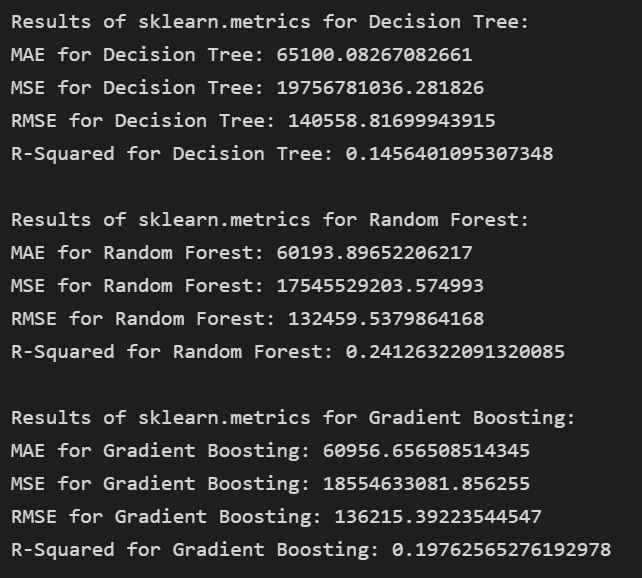 Results of sklearn.metrics for Decision Tree:
MAE for Decision Tree: 65100.08267082661
MSE for Decision Tree: 19756781036.281826
RMSE for Decision Tree: 140558.81699943915
R-Squared for Decision Tree: 0.1456401095307348
Results of sklearn.metrics for Random Forest:
MAE for Random Forest: 60193.89652206217
MSE for Random Forest: 17545529203.574993
RMSE for Random Forest: 132459.5379864168
R-Squared for Random Forest: 0.24126322091320085
Results of sklearn.metrics for Gradient Boosting:
MAE for Gradient Boosting: 60956.656508514345
MSE for Gradient Boosting: 18554633081.856255
RMSE for Gradient Boosting: 136215.39223544547
R-Squared for Gradient Boosting: 0.19762565276192978